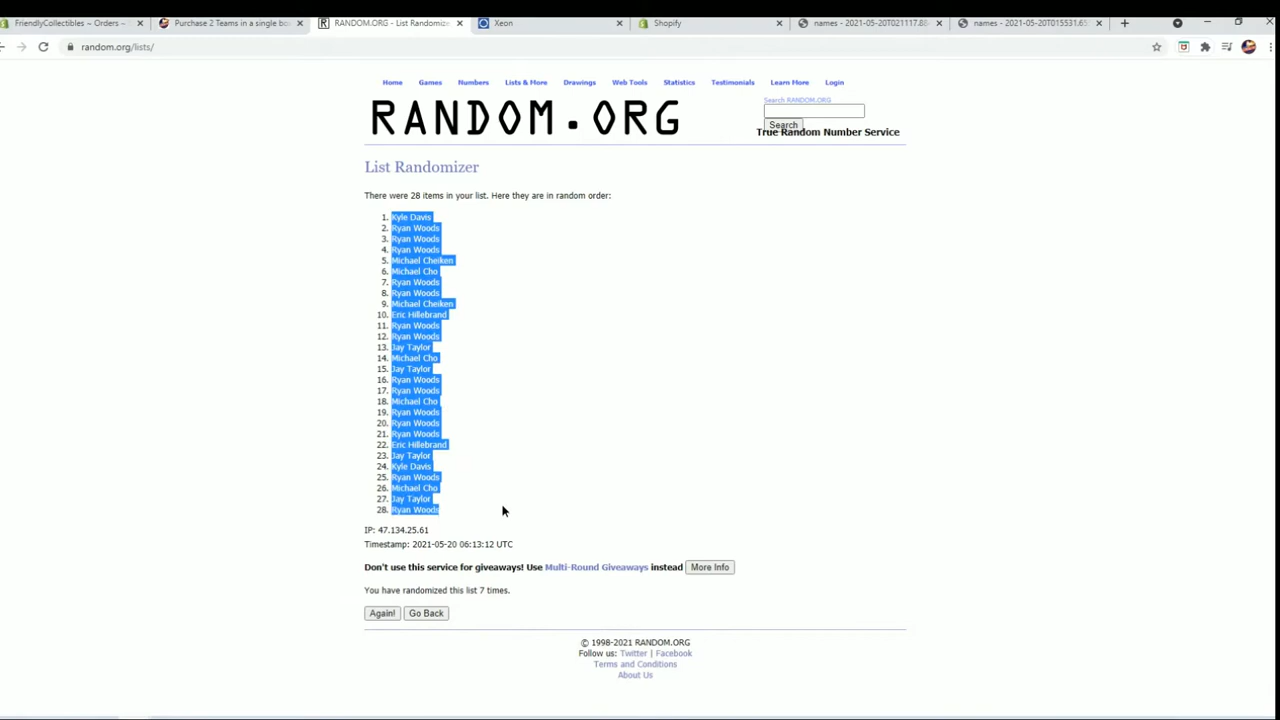 FriendlyCollectibles ~ Orders ~
Purchase 2 Teams in a single bo
RANDOM.ORG - List Randomizer
Xeon
Shopify
names - 2021-05-20T021117.88
names - 2021-05-20T015531.65
random.org/lists/
Home Games Numbers Lists & More Drawings Web Tools Statistics Testimonials Learn More Login
Search RANDOM.ORG
RANDOM.ORG
Search
True Random Number Service
List Randomizer
There were 28 items in your list. Here they are in random order:
1. Kyle Davis
2. Ryan Woods
3. Ryan Woods
4. Ryan Woods
5. Michael Cheiken
6. Michael Cho
7. Ryan Woods
8. Ryan Woods
9. Michael Cheiken
10. Eric Hillebrand
11. Ryan Woods
12. Ryan Woods
13. Jay Taylor
14. Michael Cho
15. Jay Taylor
16. Ryan Woods
17. Ryan Woods
18. Michael Cho
19. Ryan Woods
20. Ryan Woods
21. Ryan Woods
22. Eric Hillebrand
23. Jay Taylor
24. Kyle Davis
25. Ryan Woods
26. Michael Cho
27. Jay Taylor
28. Ryan Woods
IP: 47.134.25.61
Timestamp: 2021-05-20 06:13:12 UTC
Don't use this service for giveaways! Use Multi-Round Giveaways instead More Info
You have randomized this list 7 times.
Again! Go Back
© 1998-2021 RANDOM.ORG
Follow us: Twitter | Facebook
Terms and Conditions
About Us